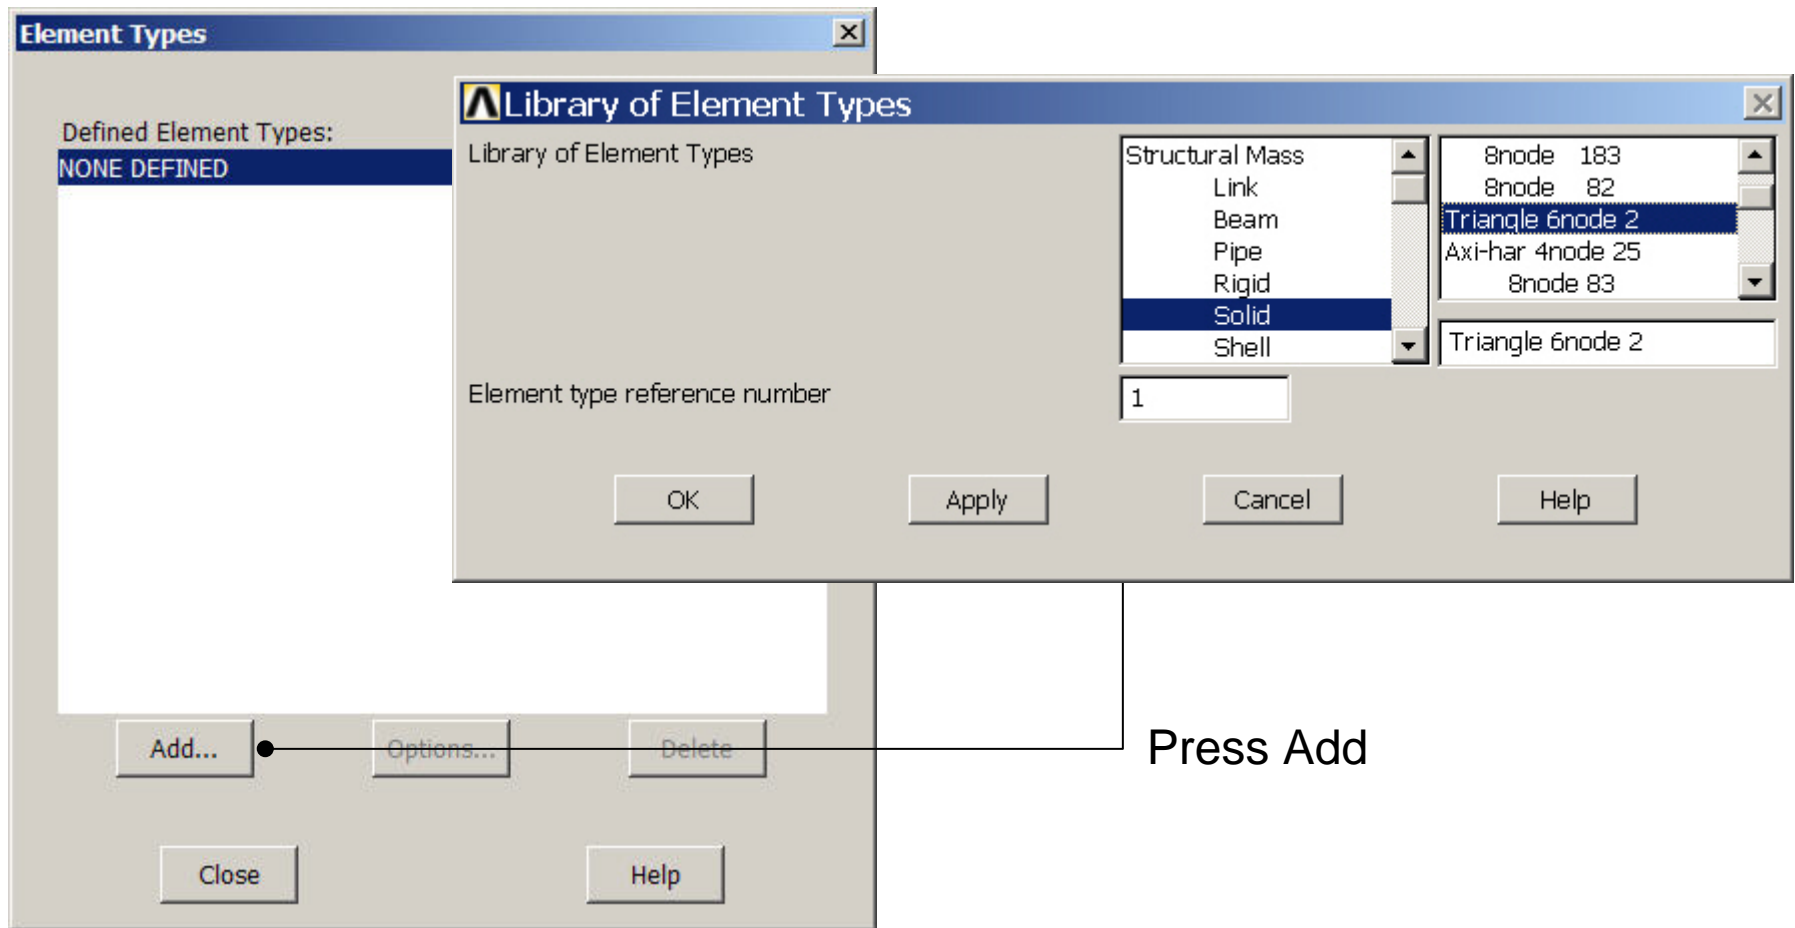 Element Types
Defined Element Types:
NONE DEFINED
Add...
Options...
Delete
Close
Help
Library of Element Types
Library of Element Types
Structural Mass
Link
Beam
Pipe
Rigid
Solid
Shell
8node 183
8node 82
Triangle 6node 2
Axi-har 4node 25
8node 83
Triangle 6node 2
Element type reference number
1
OK
Apply
Cancel
Help
Press Add